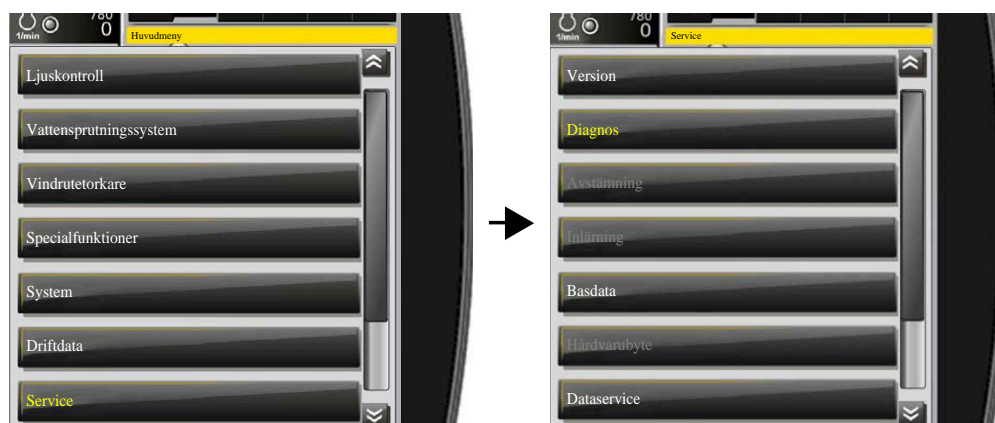 780
1/min
0
Huvudmeny
Ljuskontroll
Vattensprutningssystem
Vindrutetorkare
Specialfunktioner
System
Driftdata
Service
780
1/min
0
Service
Version
Diagnos
Avstämning
Inlärning
Basdata
Hårdvarubyte
Dataservice